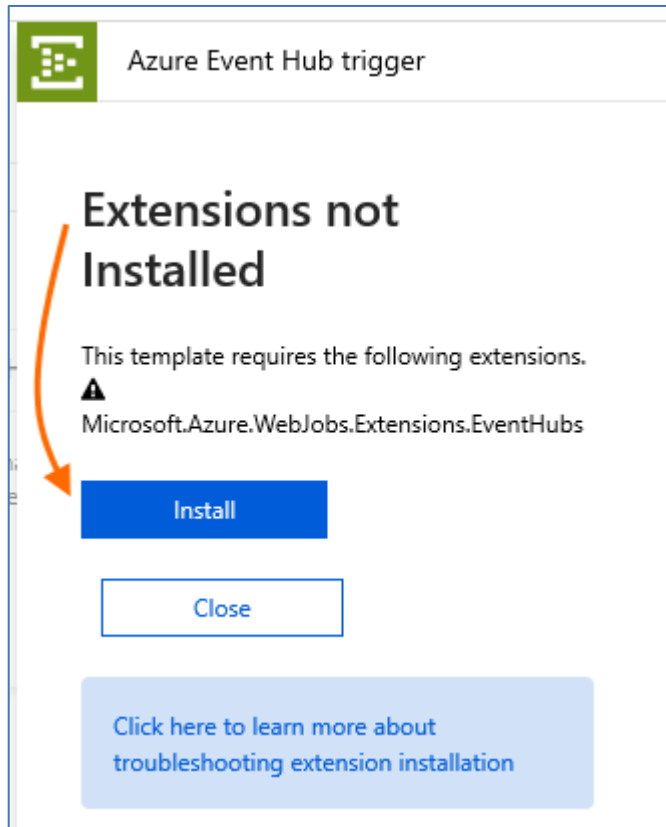 Azure Event Hub trigger
Extensions not
Installed
This template requires the following extensions.
Microsoft.Azure.WebJobs.Extensions.EventHubs
Install
Close
Click here to learn more about
troubleshooting extension installation